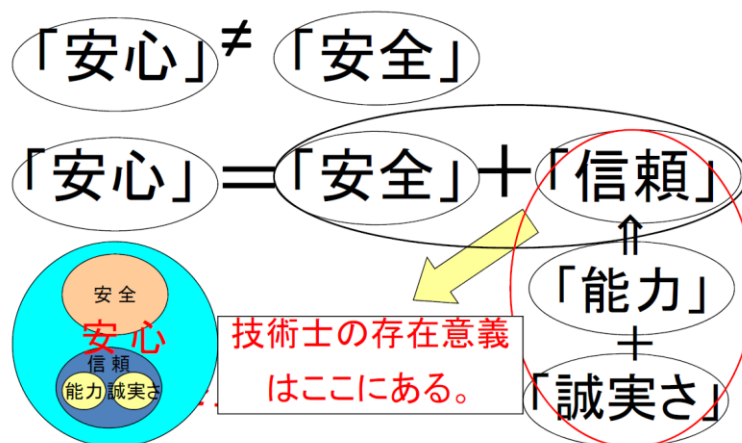 「安心」≠「安全」
「安心」=「安全」+「信頼」
⇑
「能力」
+
「誠実さ」
安全
安心
信頼
能力 誠実さ
技術士の存在意義
はここにある。